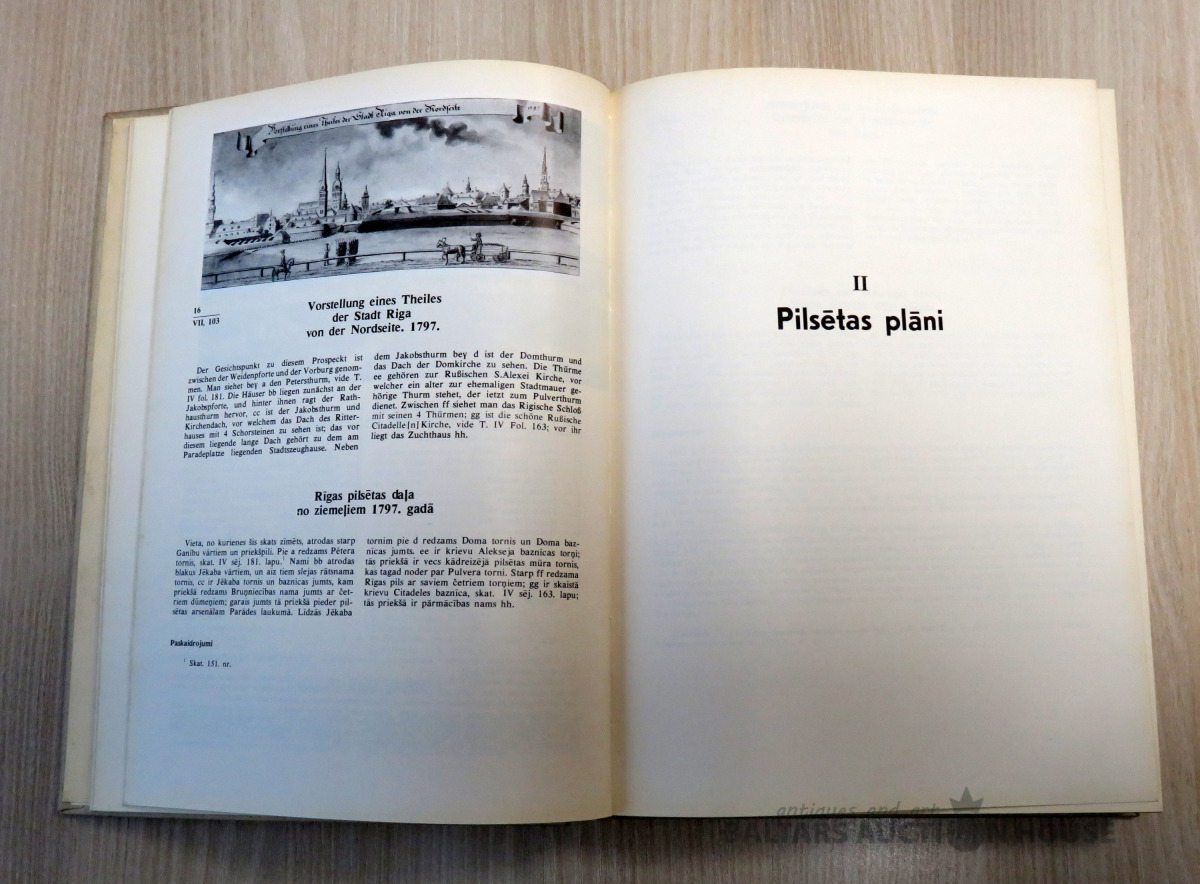 Vorstellung eines Theiles der Stadt Riga von der Nordseite
1797
16
VII, 103
Vorstellung eines Theiles
der Stadt Riga
von der Nordseite. 1797.
Der Gesichtspunkt zu diesem Prospeckt ist
zwischen der Weidenpforte und der Vorburg genom-
men. Man siehet bey a den Petersthurm, vide T.
IV fol. 181. Die Häuser bb liegen zunächst an der
Jakobspforte, und hinter ihnen ragt der Rath-
hausthurm hervor, cc ist der Jakobsthurm und
Kirchendach, vor welchem das Dach des Ritter-
hauses mit 4 Schorsteinen zu sehen ist; das vor
diesem liegende lange Dach gehört zu dem am
Paradeplatze liegenden Stadtszeughause. Neben
dem Jakobsthurm bey d ist der Domthurm und
das Dach der Domkirche zu sehen. Die Thürme
ee gehören zur Rußischen S.Alexei Kirche, vor
welcher ein alter zur ehemaligen Stadtmauer ge-
hörige Thurm stehet, der ietzt zum Pulverthurm
dienet. Zwischen ff siehet man das Rigische Schloß
mit seinen 4 Thürmen; gg ist die schöne Rußische
Citadelle[n] Kirche, vide T. IV Fol. 163; vor ihr
liegt das Zuchthaus hh.
Rīgas pilsētas daļa
no ziemeļiem 1797. gadā
Vieta, no kurienes šis skats zīmēts, atrodas starp
Ganību vārtiem un priekšpili. Pie a redzams Pētera
tornis, skat. IV sēj. 181. lapu.¹ Nami bb atrodas
blakus Jēkaba vārtiem, un aiz tiem slejas rātsnama
tornis, cc ir Jēkaba tornis un baznīcas jumts, kam
priekšā redzams Bruņniecības nama jumts ar čet-
riem dūmeņiem; garais jumts tā priekšā pieder pil-
sētas arsenālam Parādes laukumā. Līdzās Jēkaba
tornim pie d redzams Doma tornis un Doma baz-
nīcas jumts. ee ir krievu Alekseja baznīcas torņi;
tās priekšā ir vecs kādreizējā pilsētas mūra tornis,
kas tagad noder par Pulvera torni. Starp ff redzama
Rīgas pils ar saviem četriem torņiem; gg ir skaistā
krievu Citadeles baznīca, skat. IV sēj. 163. lapu;
tās priekšā ir pārmācības nams hh.
Paskaidrojumi
¹ Skat. 151. nr.
II
Pilsētas plāni
antiques and art
BALTARS AUCTION HOUSE